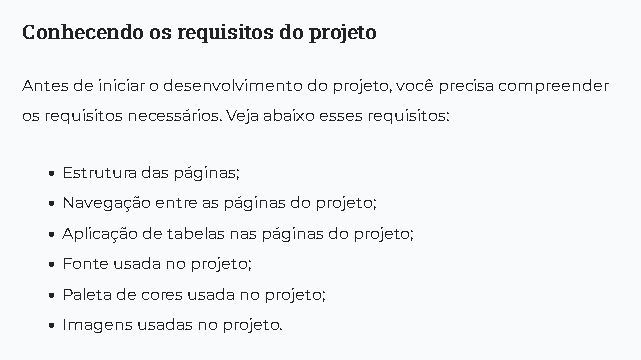 Conhecendo os requisitos do projeto
Antes de iniciar o desenvolvimento do projeto, você precisa compreender
os requisitos necessários. Veja abaixo esses requisitos:
• Estrutura das páginas;
• Navegação entre as páginas do projeto;
• Aplicação de tabelas nas páginas do projeto;
• Fonte usada no projeto;
• Paleta de cores usada no projeto;
• Imagens usadas no projeto.